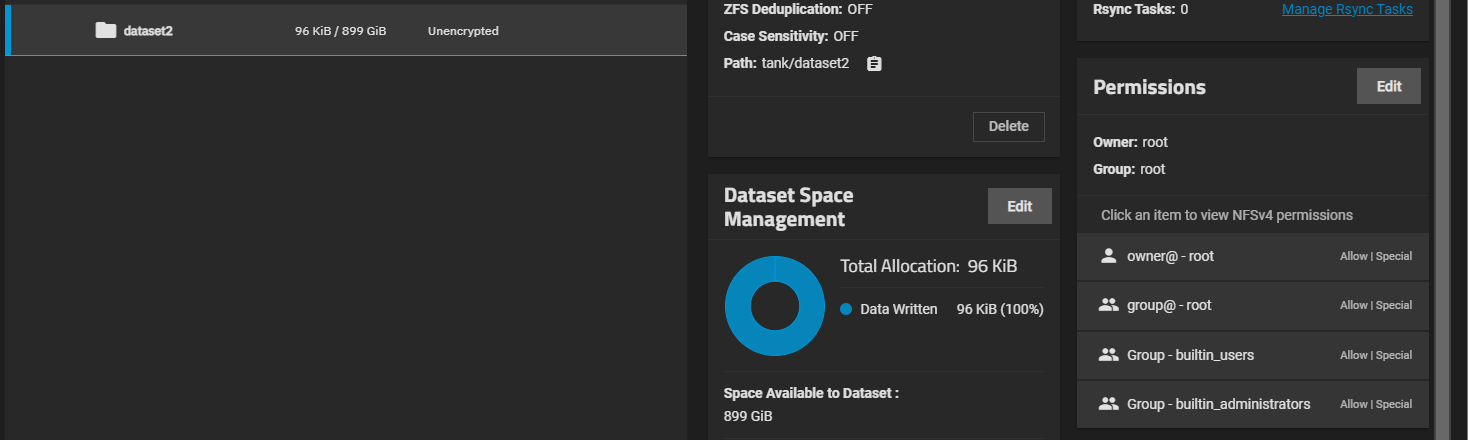 dataset2 96 KiB / 899 GiB Unencrypted
ZFS Deduplication: OFF
Case Sensitivity: OFF
Path: tank/dataset2
Delete
Dataset Space
Management
Edit
Total Allocation: 96 KiB
Data Written 96 KiB (100%)
Space Available to Dataset :
899 GiB
Rsync Tasks: 0 Manage Rsync Tasks
Permissions Edit
Owner: root
Group: root
Click an item to view NFSv4 permissions
owner@ - root Allow | Special
group@ - root Allow | Special
Group - builtin_users Allow | Special
Group - builtin_administrators Allow | Special